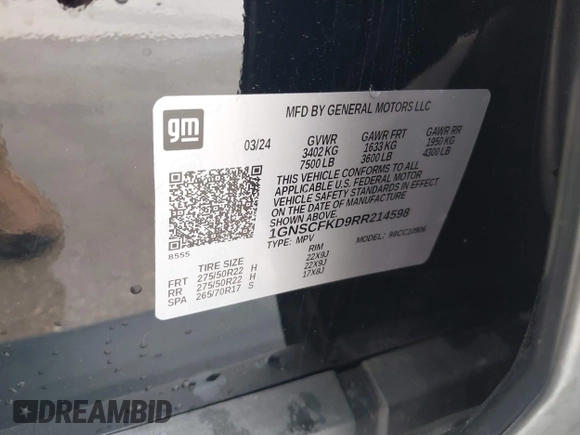 gm
MFD BY GENERAL MOTORS LLC
03/24 GVWR GAWR FRT GAWR RR
3402 KG 1633 KG 1950 KG
7500 LB 3600 LB 4300 LB
THIS VEHICLE CONFORMS TO ALL
APPLICABLE U.S. FEDERAL MOTOR
VEHICLE SAFETY STANDARDS IN EFFECT
ON THE DATE OF MANUFACTURE
SHOWN ABOVE.
1GNSCFKD9RR214598
TYPE: MPV MODEL:
8555
TIRE SIZE RIM
FRT 275/50R22 H 22X9J
RR 275/50R22 H 22X9J
SPA 265/70R17 S 17X8J
DREAMBID